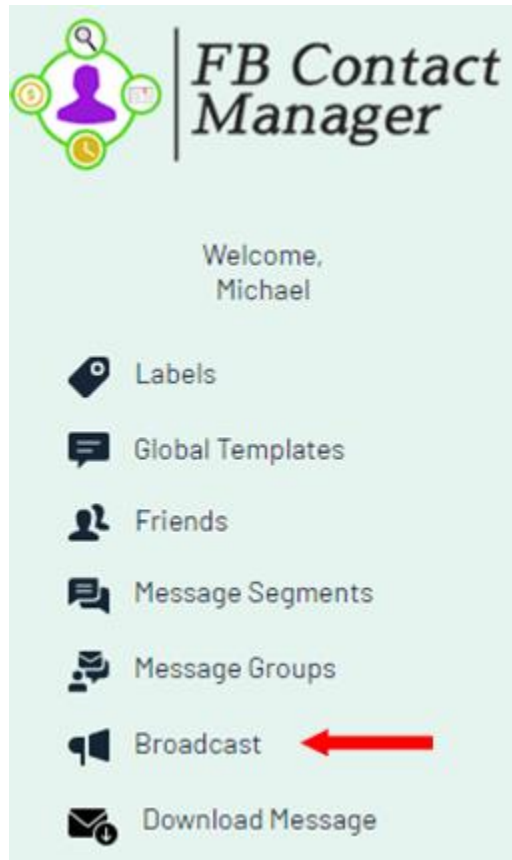 FB Contact
Manager
Welcome,
Michael
Labels
Global Templates
Friends
Message Segments
Message Groups
Broadcast
Download Message